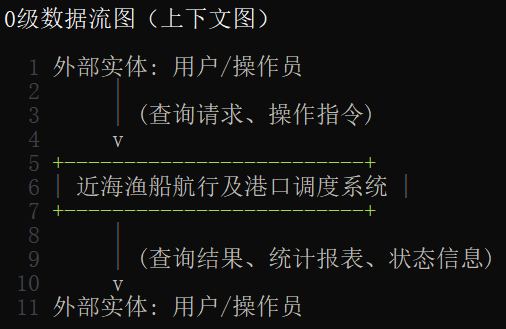 0级数据流图（上下文图）
1 外部实体: 用户/操作员
2 |
3 | (查询请求、操作指令)
4 v
5 +-------------------------+
6 | 近海渔船航行及港口调度系统 |
7 +-------------------------+
8 |
9 | (查询结果、统计报表、状态信息)
10 v
11 外部实体: 用户/操作员